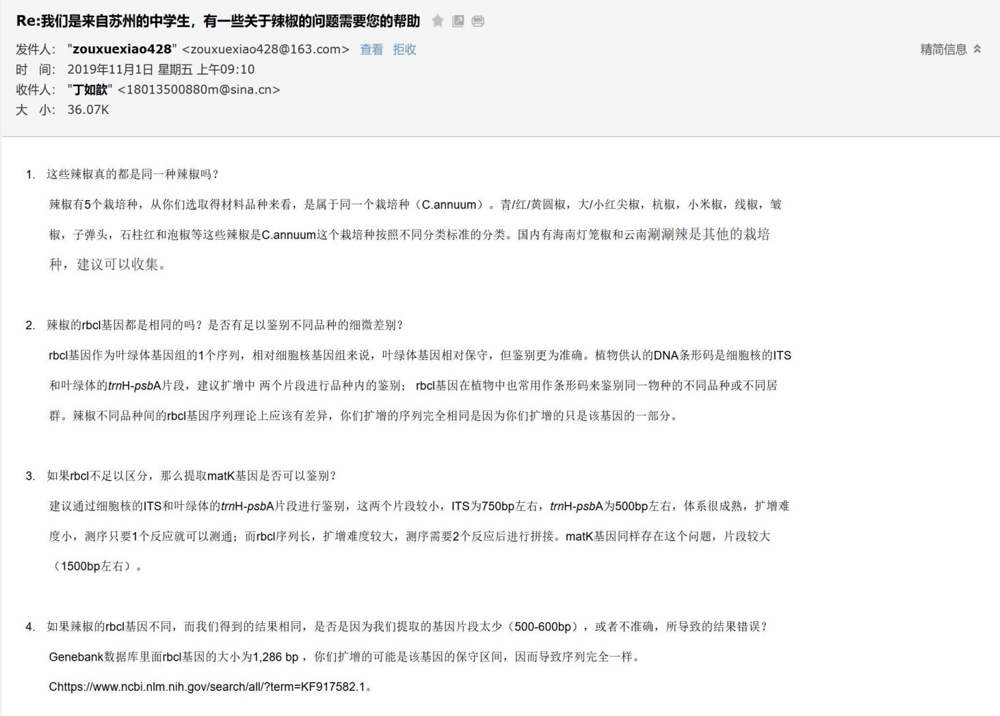 Re:我们是来自苏州的中学生，有一些关于辣椒的问题需要您的帮助
发件人： "zouxuexiao428" <zouxuexiao428@163.com> 查看 拒收 精简信息
时 间： 2019年11月1日 星期五 上午09:10
收件人： "丁如歆" <18013500880m@sina.cn>
大 小： 36.07K
1. 这些辣椒真的都是同一种辣椒吗？
辣椒有5个栽培种，从你们选取得材料品种来看，是属于同一个栽培种（C.annuum）。青/红/黄圆椒，大/小红尖椒，杭椒，小米椒，线椒，皱
椒，子弹头，石柱红和泡椒等这些辣椒是C.annuum这个栽培种按照不同分类标准的分类。国内有海南灯笼椒和云南涮涮辣是其他的栽培
种，建议可以收集。
2. 辣椒的rbcl基因都是相同的吗？是否有足以鉴别不同品种的细微差别？
rbcl基因作为叶绿体基因组的1个序列，相对细胞核基因组来说，叶绿体基因相对保守，但鉴别更为准确。植物供认的DNA条形码是细胞核的ITS
和叶绿体的trnH-psbA片段，建议扩增中 两个片段进行品种内的鉴别； rbcl基因在植物中也常用作条形码来鉴别同一物种的不同品种或不同居
群。辣椒不同品种间的rbcl基因序列理论上应该有差异，你们扩增的序列完全相同是因为你们扩增的只是该基因的一部分。
3. 如果rbcl不足以区分，那么提取matK基因是否可以鉴别？
建议通过细胞核的ITS和叶绿体的trnH-psbA片段进行鉴别，这两个片段较小，ITS为750bp左右，trnH-psbA为500bp左右，体系很成熟，扩增难
度小，测序只要1个反应就可以测通；而rbcl序列长，扩增难度较大，测序需要2个反应后进行拼接。matK基因同样存在这个问题，片段较大
（1500bp左右）。
4. 如果辣椒的rbcl基因不同，而我们得到的结果相同，是否是因为我们提取的基因片段太少（500-600bp），或者不准确，所导致的结果错误？
Genebank数据库里面rbcl基因的大小为1,286 bp ，你们扩增的可能是该基因的保守区间，因而导致序列完全一样。
Chttps://www.ncbi.nlm.nih.gov/search/all/?term=KF917582.1。